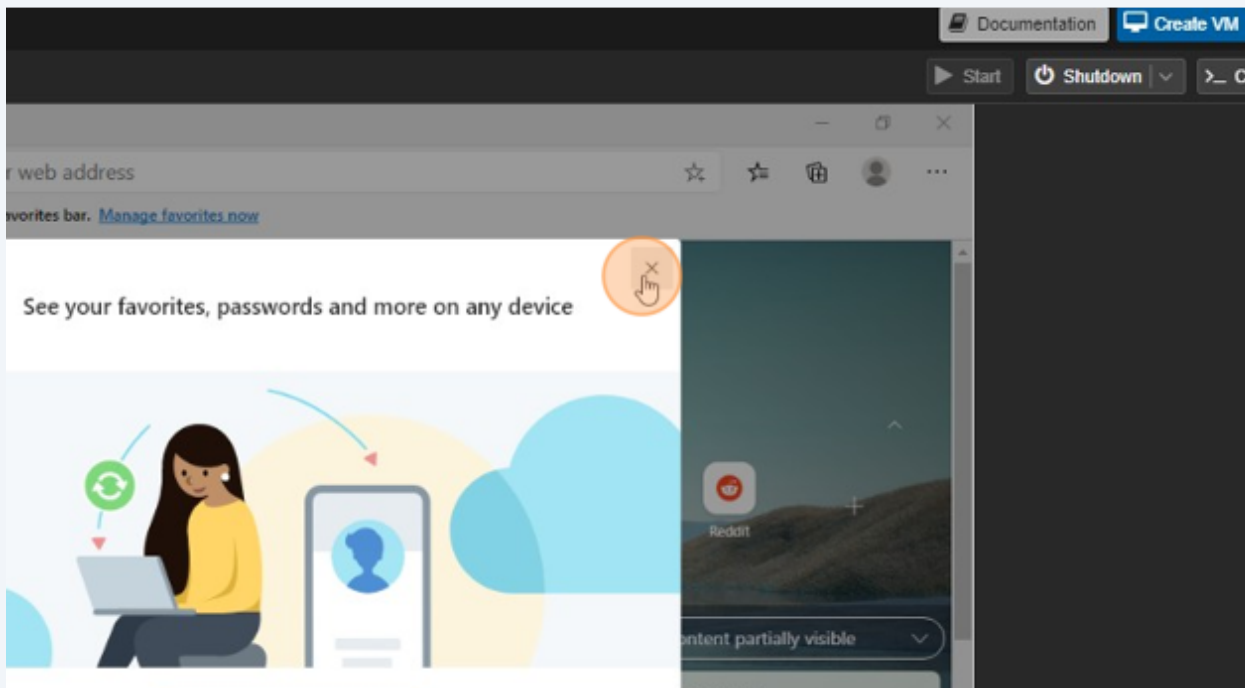 Documentation Create VM
Start Shutdown
web address
favorites bar. Manage favorites now
See your favorites, passwords and more on any device
Reddit
ontent partially visible